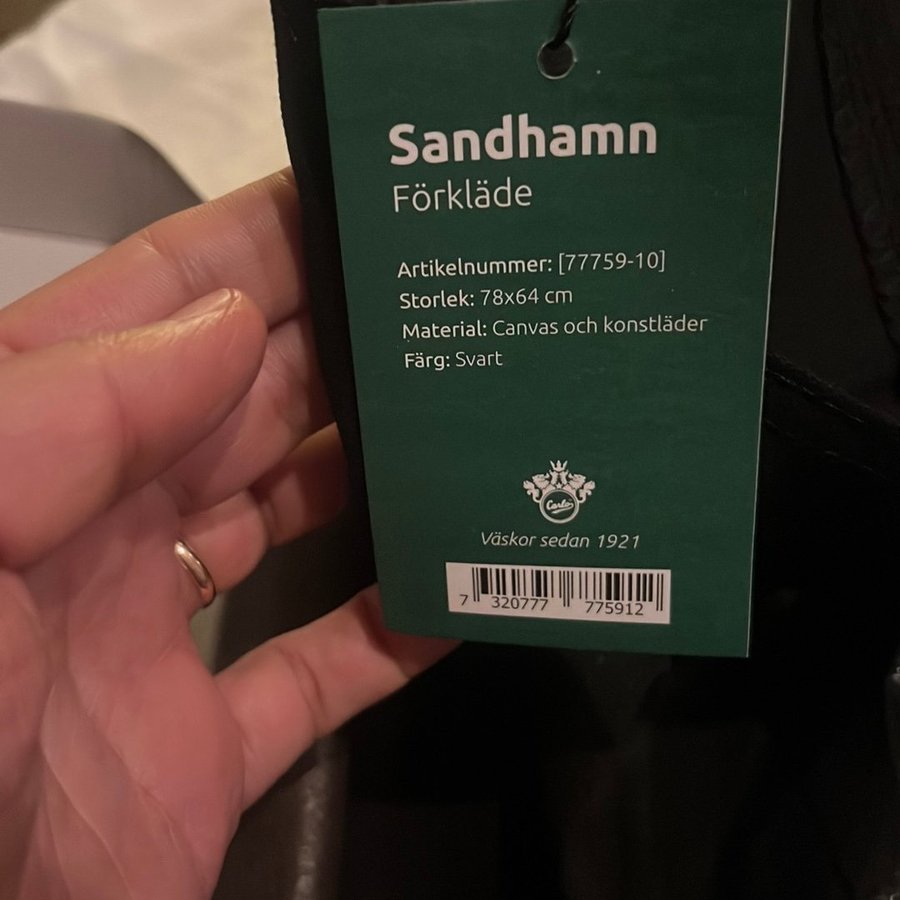 Sandhamn
Förkläde
Artikelnummer: [77759-10]
Storlek: 78x64 cm
Material: Canvas och konstläder
Färg: Svart
Carlo
Väskor sedan 1921
7 320777 775912